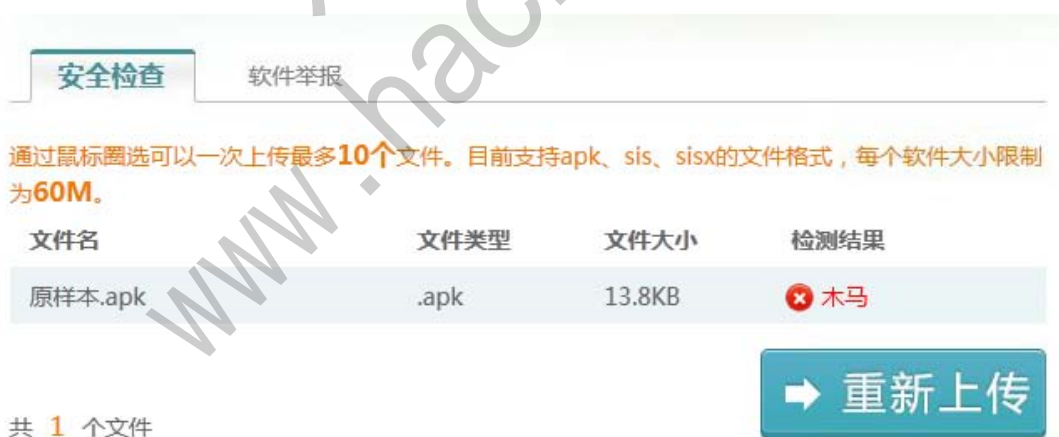 安全检查 软件举报
通过鼠标圈选可以一次上传最多10个文件。目前支持apk、sis、sisx的文件格式，每个软件大小限制
为60M。
文件名 文件类型 文件大小 检测结果
原样本.apk .apk 13.8KB 木马
重新上传
共 1 个文件
www.hac